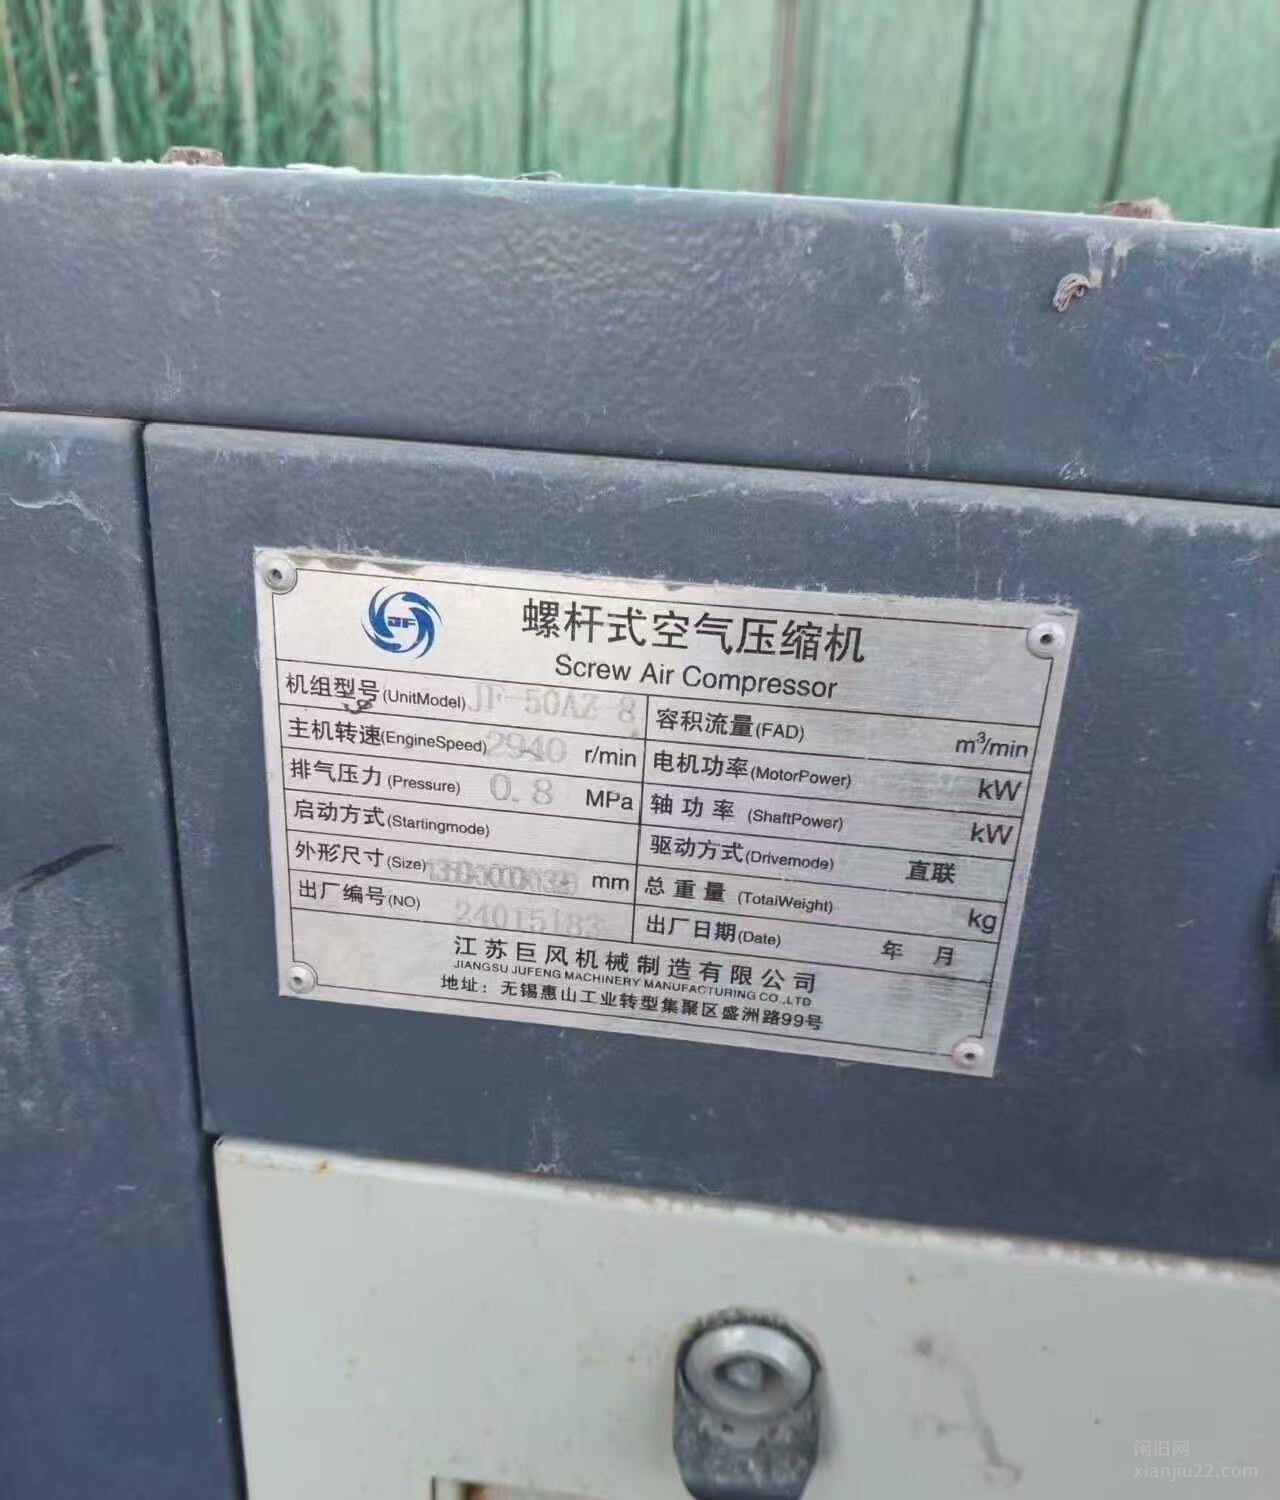 JF
螺杆式空气压缩机
Screw Air Compressor
机组型号(UnitModel) JF-50AZ-8
容积流量(FAD) m³/min
主机转速(EngineSpeed) 2940 r/min
电机功率(MotorPower) kW
排气压力(Pressure) 0.8 MPa
轴功率(ShaftPower) kW
启动方式(Startingmode)
驱动方式(Drivemode) 直联
外形尺寸(Size) mm
总重量(TotalWeight) kg
出厂编号(NO) 24015183
出厂日期(Date) 年 月
江苏巨风机械制造有限公司
JIANGSU JUFENG MACHINERY MANUFACTURING CO.,LTD
地址：无锡惠山工业转型集聚区盛洲路99号
闲旧网
xianjiu22.com